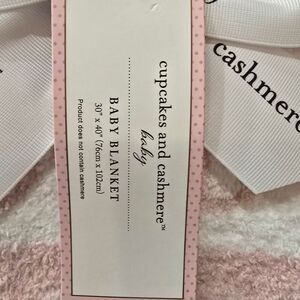 cupcakes and cashmere™
baby
BABY BLANKET
30" x 40" (76cm x 102cm)
Product does not contain cashmere
cashmere